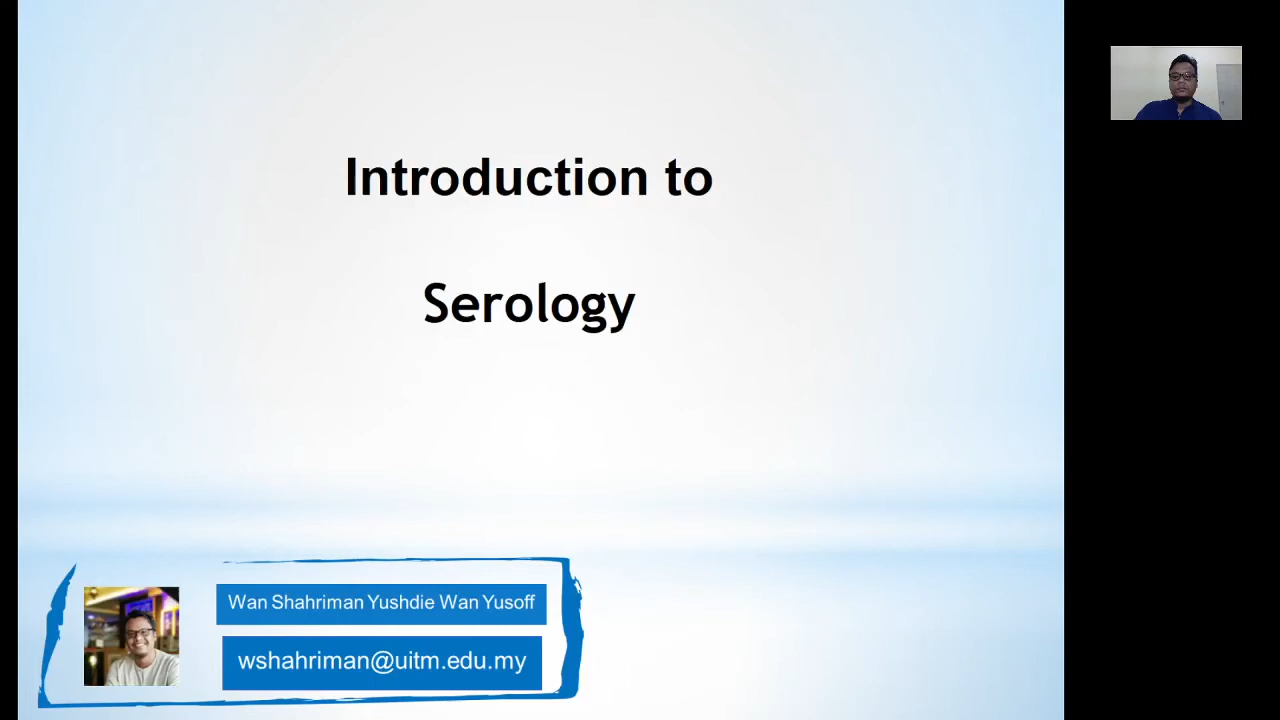 Introduction to
Serology
Wan Shahriman Yushdie Wan Yusoff
wshahriman@uitm.edu.my